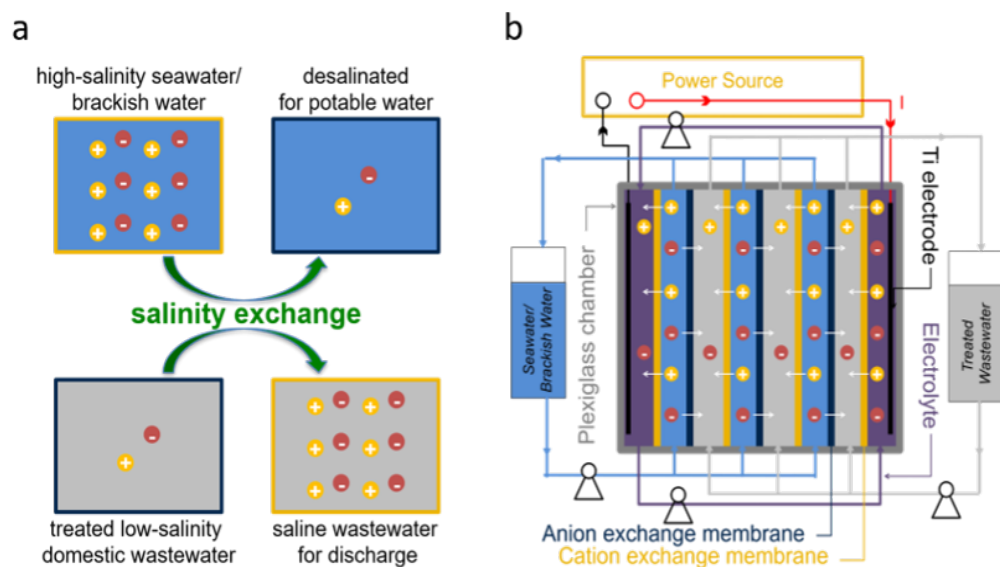 a
high-salinity seawater/
brackish water
desalinated
for potable water
salinity exchange
treated low-salinity
domestic wastewater
saline wastewater
for discharge
b
Power Source
I
Ti electrode
Plexiglass chamber
Seawater/
Brackish Water
Electrolyte
Treated
Wastewater
Anion exchange membrane
Cation exchange membrane